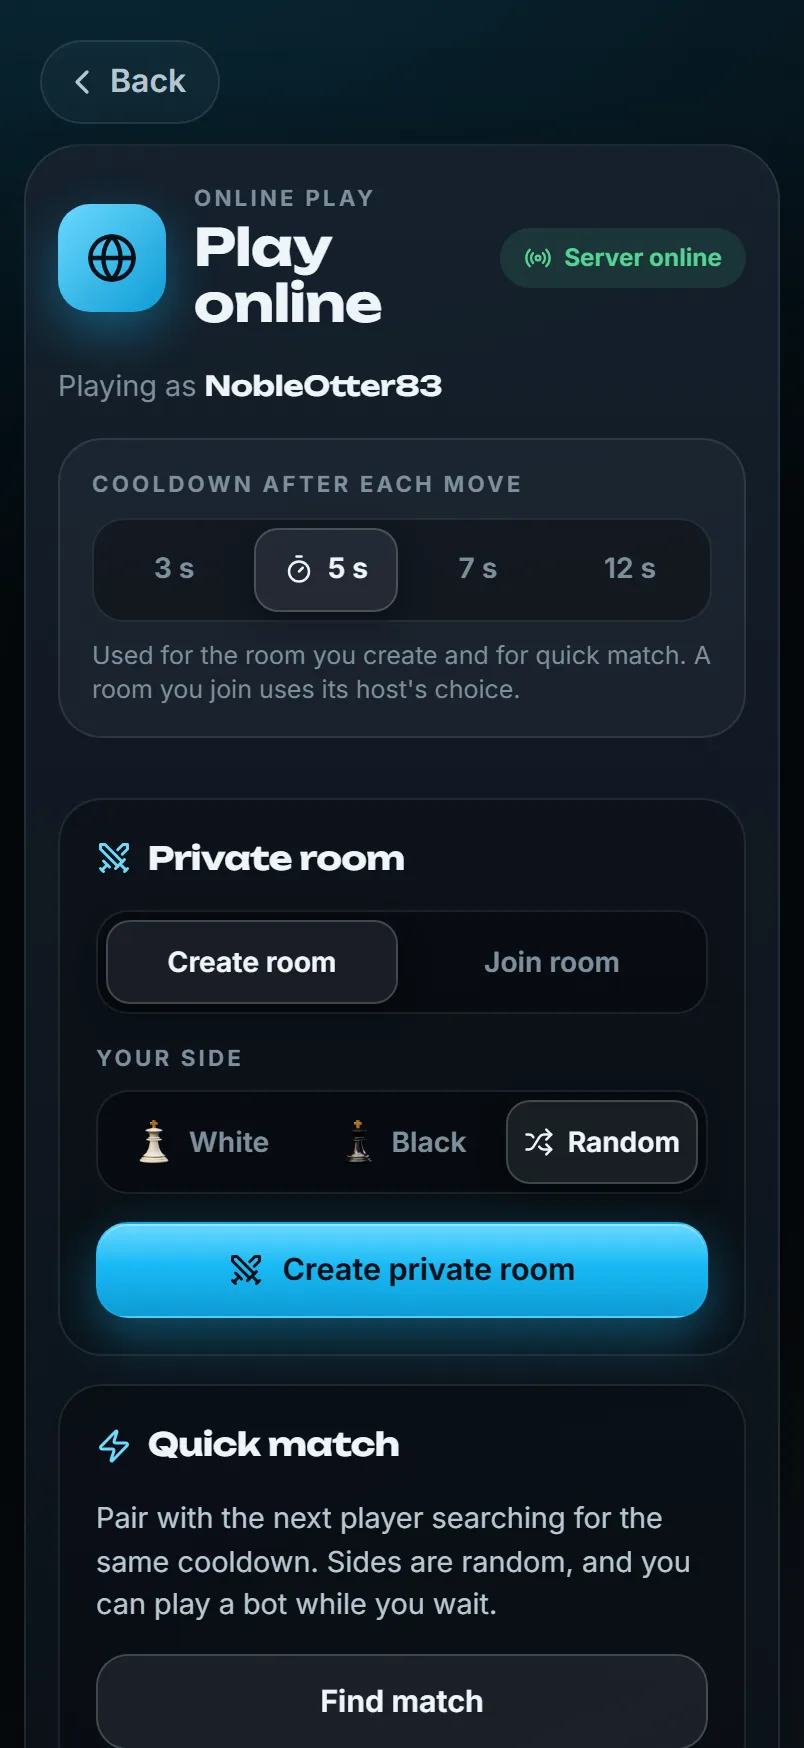 Back
ONLINE PLAY
Play
online
Server online
Playing as NobleOtter83
COOLDOWN AFTER EACH MOVE
3 s
5 s
7 s
12 s
Used for the room you create and for quick match. A
room you join uses its host's choice.
Private room
Create room
Join room
YOUR SIDE
White
Black
Random
Create private room
Quick match
Pair with the next player searching for the
same cooldown. Sides are random, and you
can play a bot while you wait.
Find match